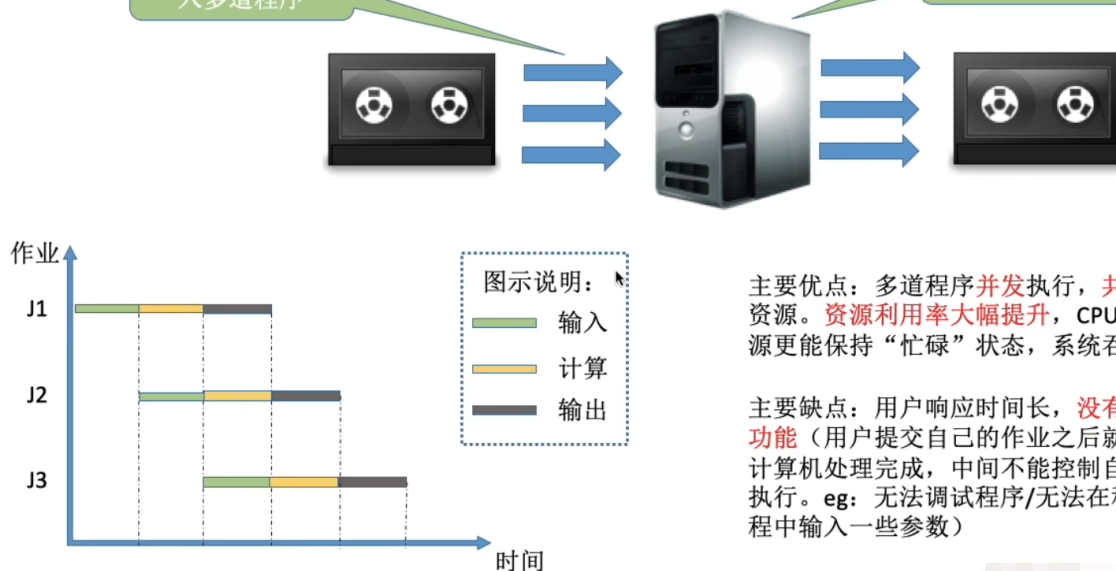 入多道程序
作业
J1
J2
J3
时间
图示说明：
输入
计算
输出
主要优点：多道程序并发执行，共
资源。资源利用率大幅提升，CPU
源更能保持“忙碌”状态，系统吞
主要缺点：用户响应时间长，没有
功能（用户提交自己的作业之后就
计算机处理完成，中间不能控制自
执行。eg：无法调试程序/无法在程
程中输入一些参数）